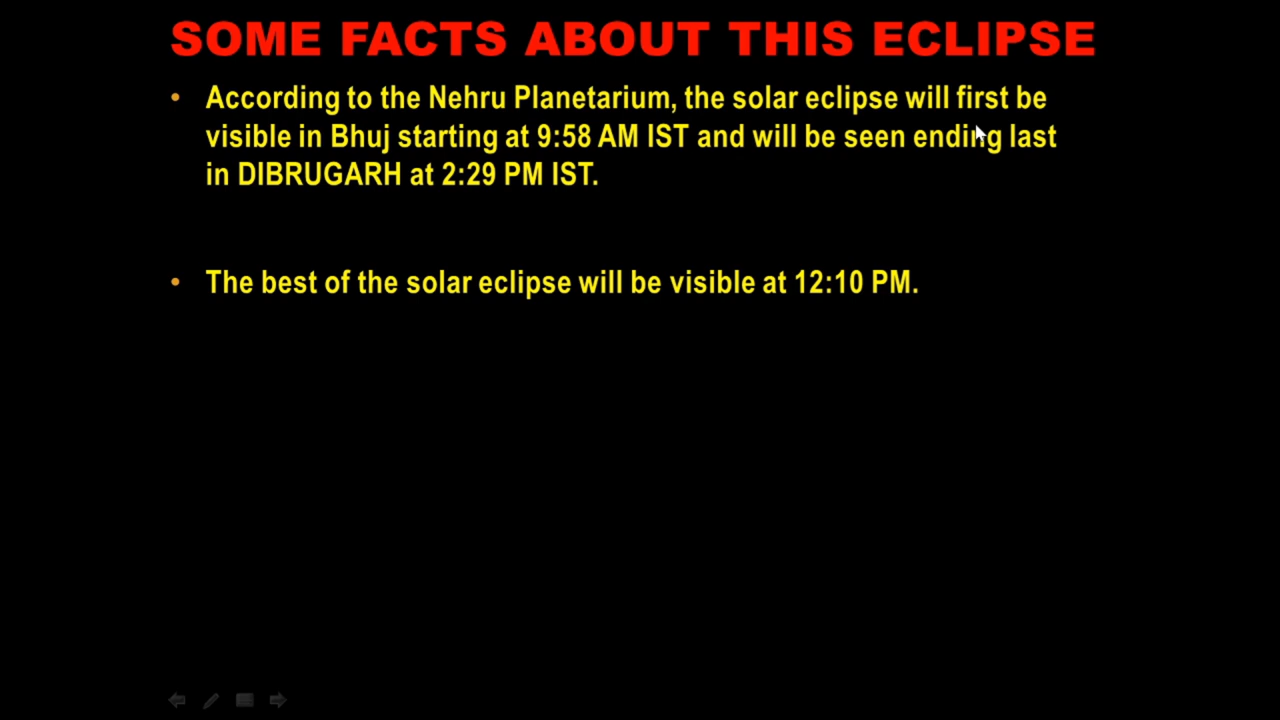 SOME FACTS ABOUT THIS ECLIPSE
• According to the Nehru Planetarium, the solar eclipse will first be
visible in Bhuj starting at 9:58 AM IST and will be seen ending last
in DIBRUGARH at 2:29 PM IST.
• The best of the solar eclipse will be visible at 12:10 PM.